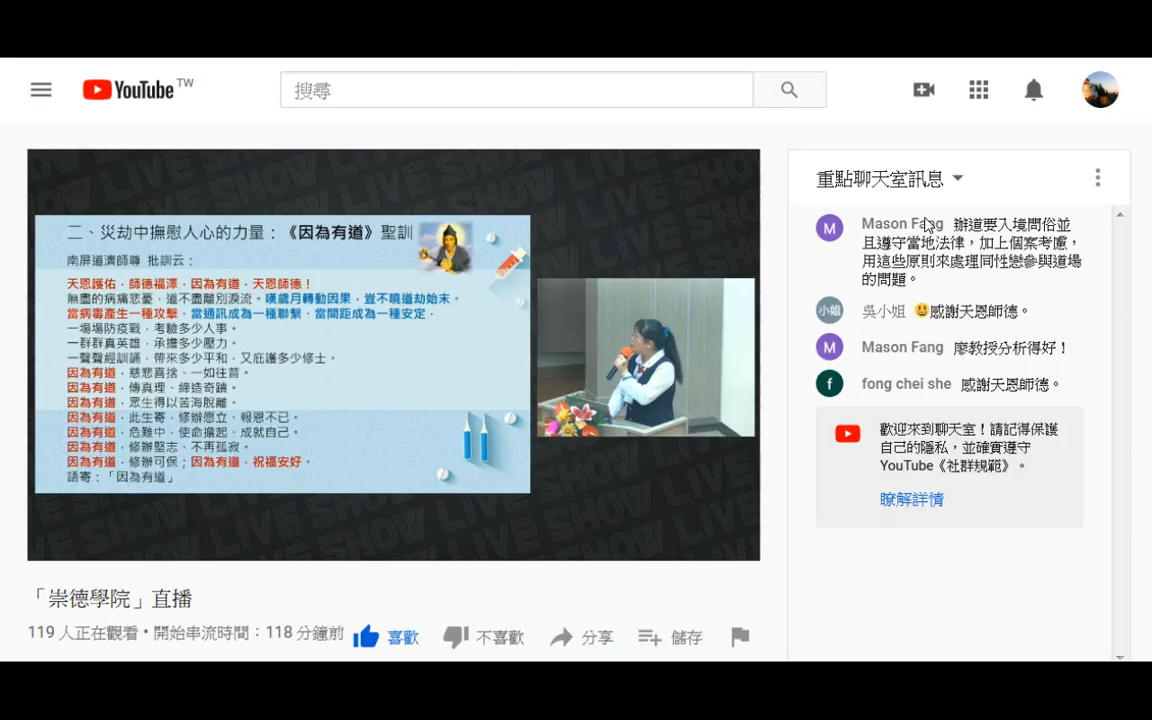 YouTube TW
搜尋
二、災劫中撫慰人心的力量：《因為有道》聖訓
南屏道濟師尊 批訓云：
天恩護佑，師德福澤，因為有道，天恩師德！
無盡的病痛悲憂，道不盡離別淚流。嘆歲月轉動因果，豈不曉道劫始末。
當病毒產生一種攻擊，當通訊成為一種聯繫，當間距成為一種安定，
一場場防疫戰，考驗多少人事。
一群群真英雄，承擔多少壓力。
一聲聲經訓誦，帶來多少平和，又庇護多少修士。
因為有道，慈悲喜捨、一如往昔。
因為有道，傳真理、締造奇蹟。
因為有道，眾生得以苦海脫離。
因為有道，此生寄，修辦德立、報恩不已。
因為有道，危難中，使命擔起、成就自己。
因為有道，修辦堅志、不再孤寂。
因為有道，修辦可保；因為有道，祝福安好。
語寄：「因為有道」
「崇德學院」直播
119 人正在觀看 • 開始串流時間：118 分鐘前
喜歡 不喜歡 分享 儲存
重點聊天室訊息
M Mason Fang 辦道要入境問俗並
且遵守當地法律，加上個案考慮，
用這些原則來處理同性戀參與道場
的問題。
小姐 吳小姐 😃感謝天恩師德。
M Mason Fang 廖教授分析得好！
f fong chei she 感謝天恩師德。
歡迎來到聊天室！請記得保護
自己的隱私，並確實遵守
YouTube《社群規範》。
瞭解詳情